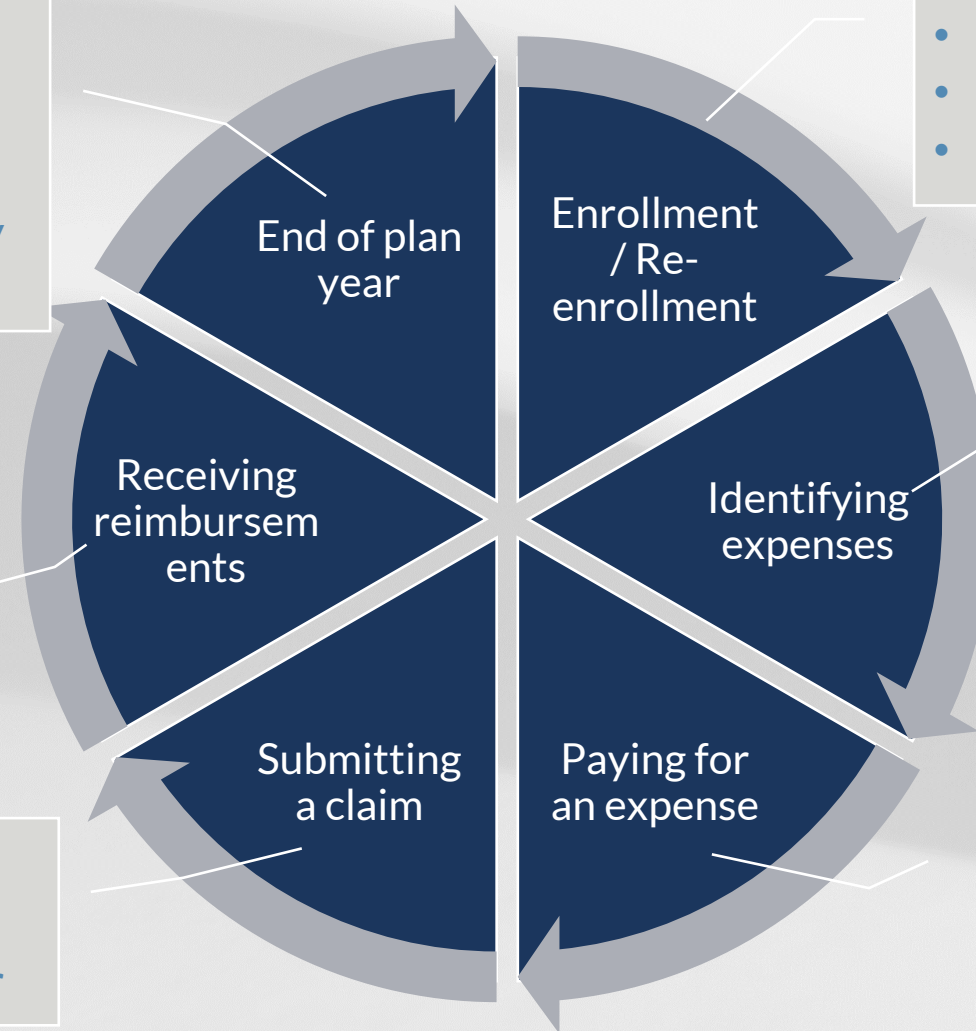 Enrollment
/ Re-
enrollment
Identifying
expenses
Paying for
an expense
Submitting
a claim
Receiving
reimbursem
ents
End of plan
year